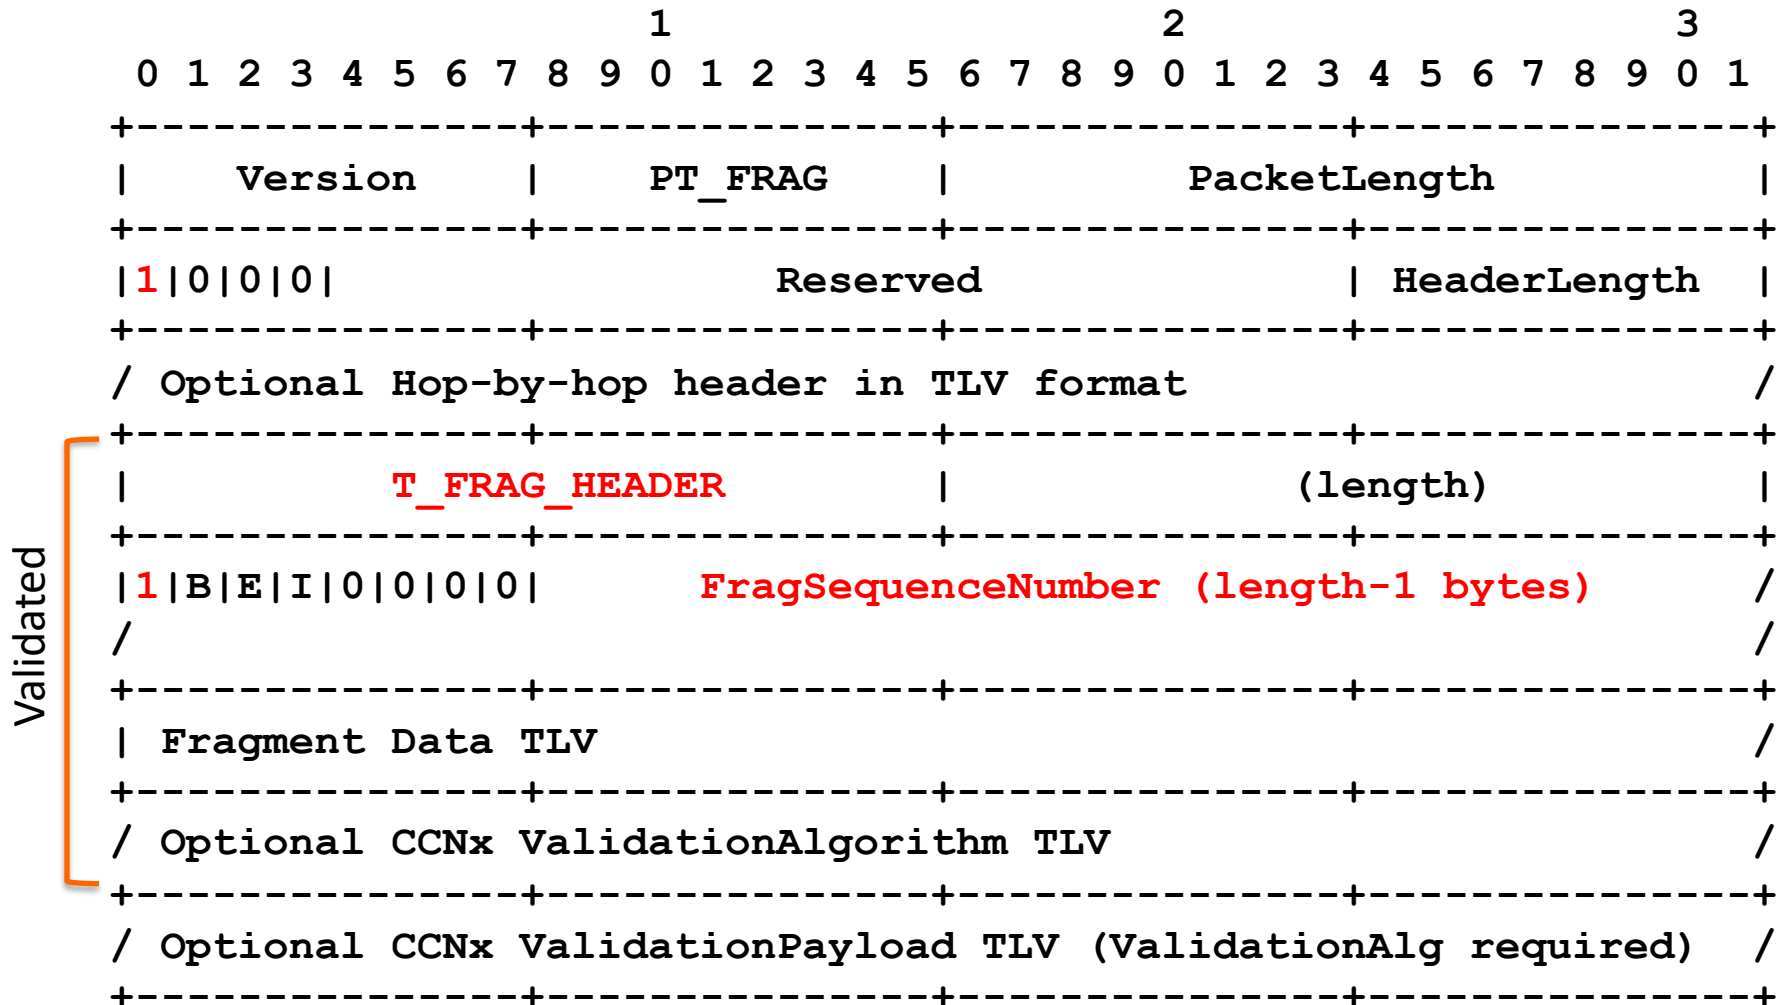 1                   2                   3
 0 1 2 3 4 5 6 7 8 9 0 1 2 3 4 5 6 7 8 9 0 1 2 3 4 5 6 7 8 9 0 1
+---------------+---------------+---------------+---------------+
|    Version    |    PT_FRAG    |         PacketLength          |
+---------------+---------------+---------------+---------------+
|1|0|0|0|                 Reserved              | HeaderLength  |
+---------------+---------------+---------------+---------------+
/ Optional Hop-by-hop header in TLV format                      /
+---------------+---------------+---------------+---------------+
|          T_FRAG_HEADER        |             (length)          |
+---------------+---------------+---------------+---------------+
|1|B|E|I|0|0|0|0|      FragSequenceNumber (length-1 bytes)      /
/                                                               /
+---------------+---------------+---------------+---------------+
| Fragment Data TLV                                             /
+---------------+---------------+---------------+---------------+
/ Optional CCNx ValidationAlgorithm TLV                         /
+---------------+---------------+---------------+---------------+
/ Optional CCNx ValidationPayload TLV (ValidationAlg required)  /
+---------------+---------------+---------------+---------------+
Validated